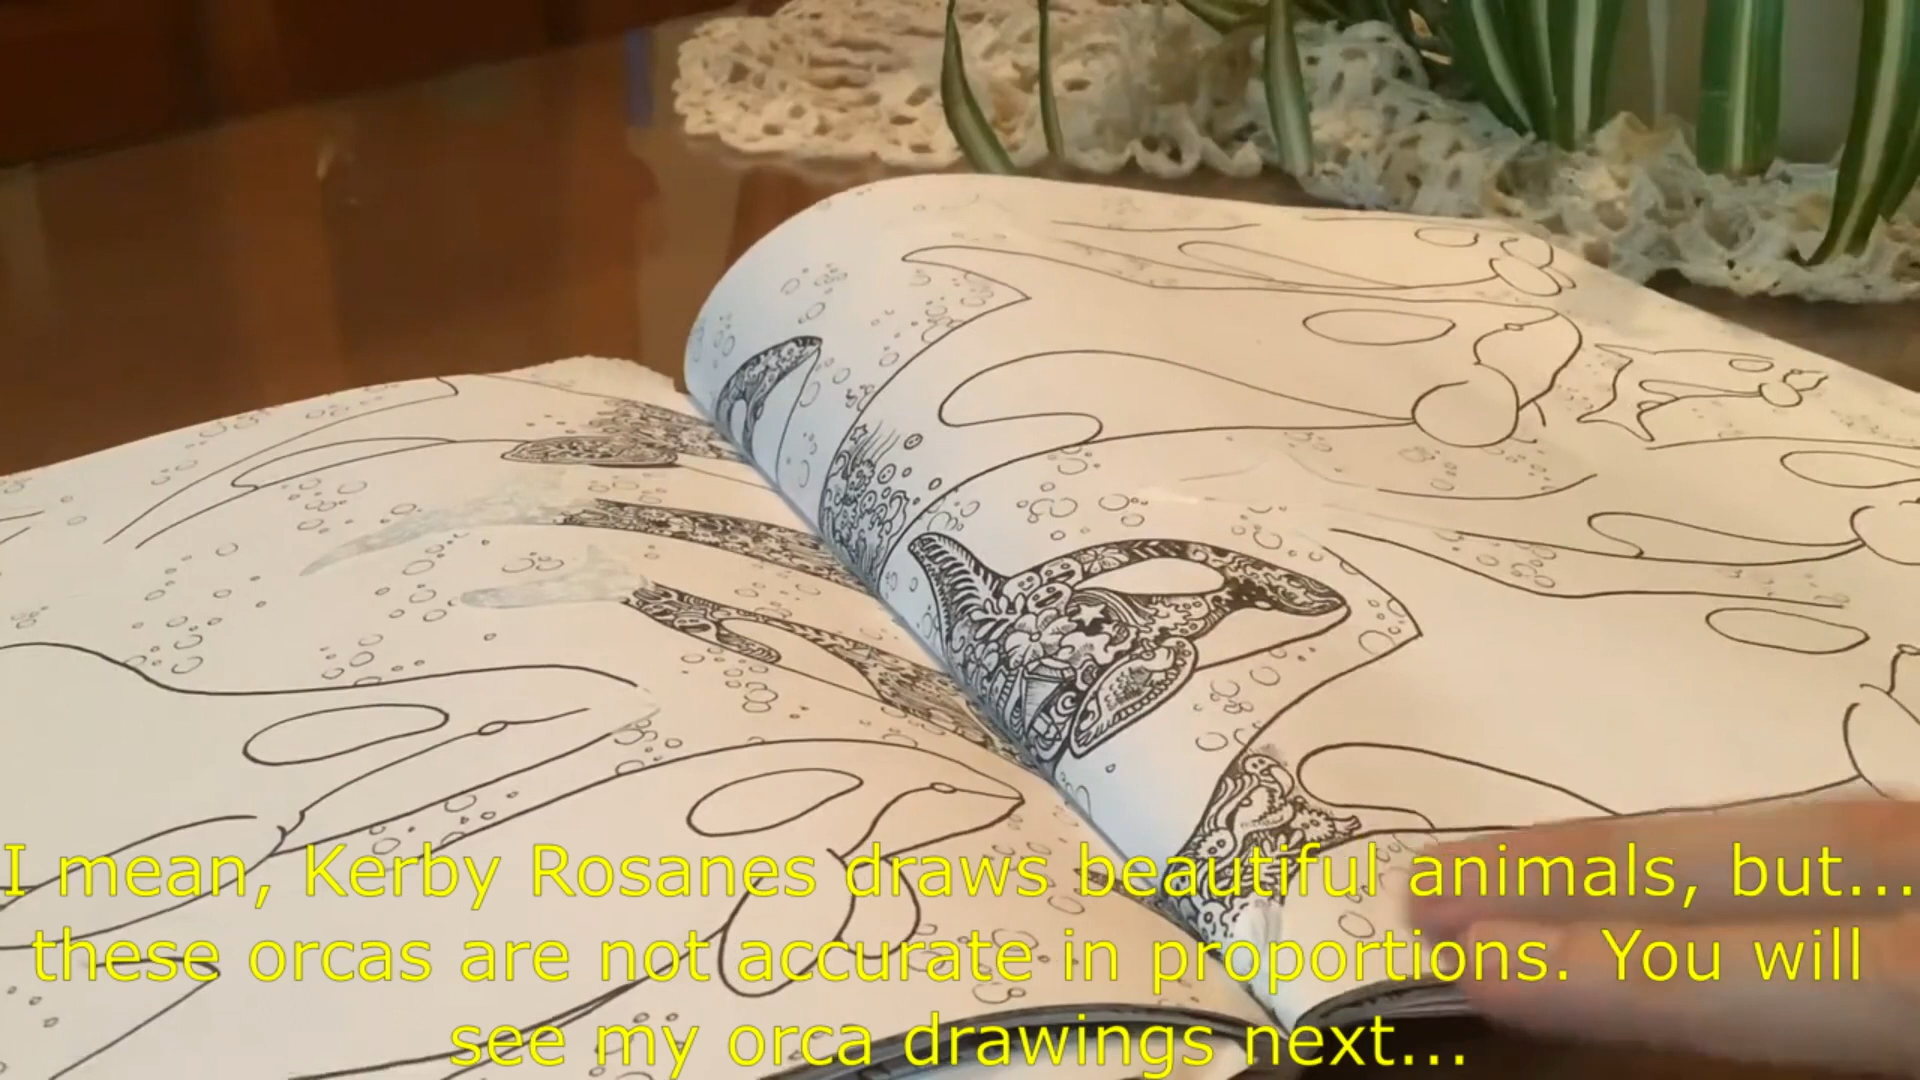 I mean, Kerby Rosanes draws beautiful animals, but...
these orcas are not accurate in proportions. You will
see my orca drawings next...